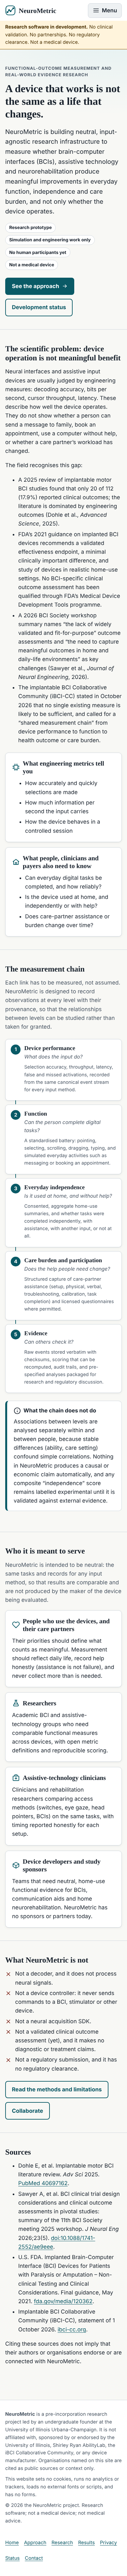 NeuroMetric
Menu
Research software in development. No clinical
validation. No partnerships. No regulatory
clearance. Not a medical device.
FUNCTIONAL-OUTCOME MEASUREMENT AND
REAL-WORLD EVIDENCE RESEARCH
A device that works is not
the same as a life that
changes.
NeuroMetric is building neutral, input-
agnostic research infrastructure to
measure whether brain–computer
interfaces (BCIs), assistive technology
and neural rehabilitation produce
meaningful improvements in everyday
function, independence and care
burden, and not only whether the
device operates.
Research prototype
Simulation and engineering work only
No human participants yet
Not a medical device
See the approach →
Development status
The scientific problem: device
operation is not meaningful benefit
Neural interfaces and assistive input
devices are usually judged by engineering
measures: decoding accuracy, bits per
second, cursor throughput, latency. These
describe how well the device operates.
They do not show whether a person can
send a message to family, book an
appointment, use a computer without help,
or whether a care partner's workload has
changed.
The field recognises this gap:
A 2025 review of implantable motor
BCI studies found that only 20 of 112
(17.9%) reported clinical outcomes; the
literature is dominated by engineering
outcomes (Dohle et al., Advanced
Science, 2025).
FDA's 2021 guidance on implanted BCI
devices recommends a validated
effectiveness endpoint, a minimal
clinically important difference, and
study of devices in realistic home-use
settings. No BCI-specific clinical
outcome assessment has been
qualified through FDA's Medical Device
Development Tools programme.
A 2026 BCI Society workshop
summary names “the lack of widely
accepted and fit-for-purpose” outcome
assessments and the need to capture
“a measurement of meaningful
benefits in the home environment and
daily-life environments” as key
themes (Sawyer et al., Journal of
Neural Engineering, 2026).
The implantable BCI Collaborative
Community (iBCI-CC) stated in October
2026 that no single existing measure is
likely to be sufficient, and called for a
“shared measurement chain” from
device performance to function to
health outcome or care burden.
What engineering metrics tell
you
How accurately and quickly
selections are made
How much information per
second the input carries
How the device behaves in a
controlled session
What people, clinicians and
payers also need to know
Can everyday digital tasks be
completed, and how reliably?
Is the device used at home, and
independently or with help?
Does care-partner assistance or
burden change over time?
The measurement chain
Each link has to be measured, not assumed.
NeuroMetric is designed to record
observations at every level with their
provenance, so that the relationships
between levels can be studied rather than
taken for granted.
1
Device performance
What does the input do?
Selection accuracy, throughput, latency,
false and missed activations, recorded
from the same canonical event stream
for every input method.
2
Function
Can the person complete digital
tasks?
A standardised battery: pointing,
selecting, scrolling, dragging, typing, and
simulated everyday activities such as
messaging or booking an appointment.
3
Everyday independence
Is it used at home, and without help?
Consented, aggregate home-use
summaries, and whether tasks were
completed independently, with
assistance, with another input, or not at
all.
4
Care burden and participation
Does the help people need change?
Structured capture of care-partner
assistance (setup, physical, verbal,
troubleshooting, calibration, task
completion) and licensed questionnaires
where permitted.
5
Evidence
Can others check it?
Raw events stored verbatim with
checksums, scoring that can be
recomputed, audit trails, and pre-
specified analyses packaged for
research and regulatory discussion.
What the chain does not do
Associations between levels are
analysed separately within and
between people, because stable
differences (ability, care setting)
confound simple correlations. Nothing
in NeuroMetric produces a causal or
economic claim automatically, and any
composite “independence” score
remains labelled experimental until it is
validated against external evidence.
Who it is meant to serve
NeuroMetric is intended to be neutral: the
same tasks and records for any input
method, so that results are comparable and
are not produced by the maker of the device
being evaluated.
People who use the devices, and
their care partners
Their priorities should define what
counts as meaningful. Measurement
should reflect daily life, record help
honestly (assistance is not failure), and
never collect more than is needed.
Researchers
Academic BCI and assistive-
technology groups who need
comparable functional measures
across devices, with metric
definitions and reproducible scoring.
Assistive-technology clinicians
Clinicians and rehabilitation
researchers comparing access
methods (switches, eye gaze, head
pointers, BCIs) on the same tasks, within
terms that protect honesty for each
setup.
Device developers and study
sponsors
Teams that need neutral, home-use
functional evidence for BCIs,
communication aids and home
neurorehabilitation. NeuroMetric has
no sponsors or partners today.
What NeuroMetric is not
Not a decoder, and it does not process
neural signals.
Not a device controller: it never sends
commands to a BCI, stimulator or other
device.
Not a neural acquisition SDK.
Not a validated clinical outcome
assessment (yet), and it makes no
diagnostic or treatment claims.
Not a regulatory submission, and it has
no regulatory clearance.
Read the methods and limitations
Collaborate
Sources
Dohle E, et al. Implantable motor BCI
literature review. Adv Sci 2025.
PubMed 40697162.
Sawyer A, et al. BCI clinical trial design
considerations and clinical outcome
assessments in pivotal studies:
summary of the 11th BCI Society
meeting 2025 workshop. J Neural Eng
2026;23(5).
U.S. FDA. Implanted Brain-Computer
Interface (BCI) Devices for Patients
with Paralysis or Amputation – Non-
clinical Testing and Clinical
Considerations. Final guidance, May
2021. fda.gov/media/120362.
Implantable BCI Collaborative
Community (iBCI-CC), statement of 1
October 2026. ibci-cc.org.
Citing these sources does not imply that
their authors or organisations endorse or are
connected with NeuroMetric.
NeuroMetric is a pre-incorporation research
project led by an undergraduate founder at the
University of Illinois Urbana-Champaign. It is not
affiliated with, sponsored by or endorsed by the
University of Illinois, Shirley Ryan AbilityLab, the
iBCI Collaborative Community, or any device
manufacturer. Organisations named on this site are
cited as public sources or context only.
This website sets no cookies, runs no analytics or
trackers, loads no external fonts or scripts, and
has no forms.
© 2026 the NeuroMetric project. Research
software; not a medical device; not medical
advice.
Home Approach Research Results Privacy
Status Contact